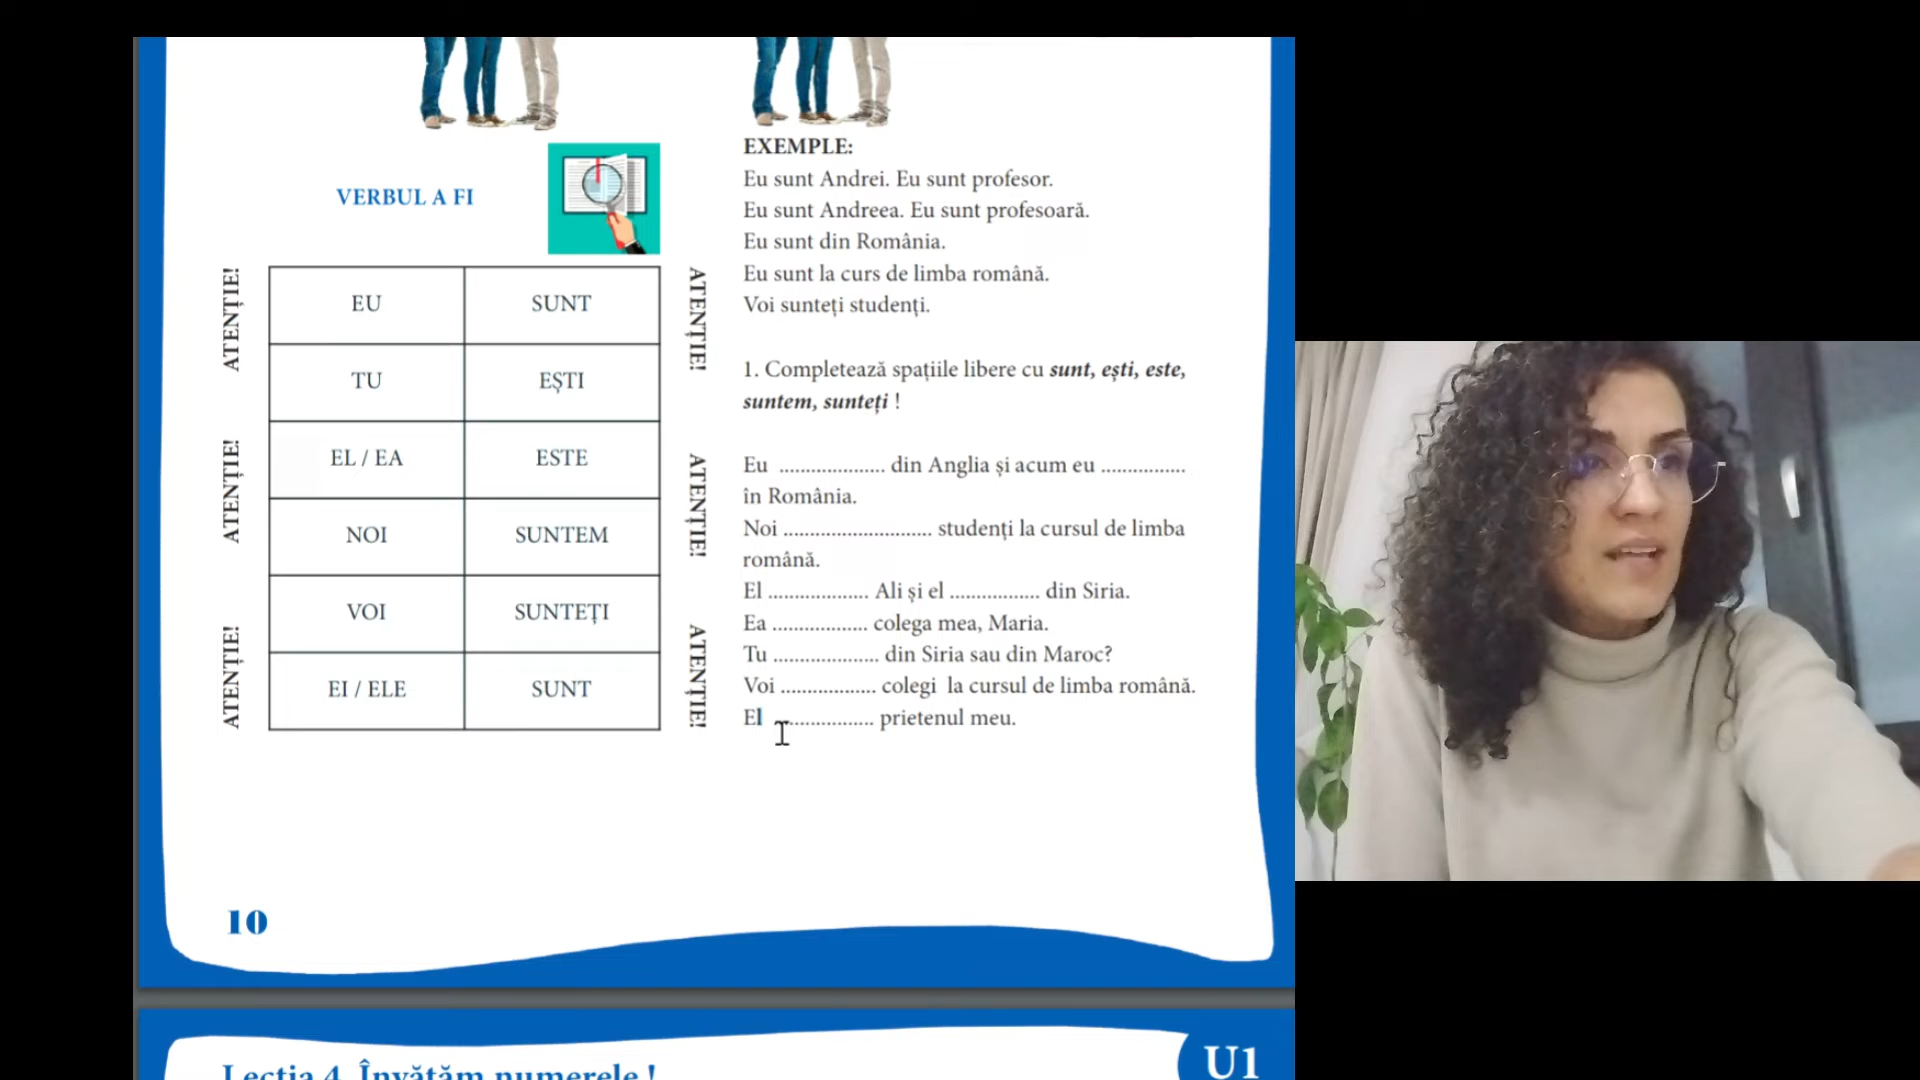 VERBUL A FI
ATENȚIE!
ATENȚIE!
ATENȚIE!
EU SUNT
TU EȘTI
EL / EA ESTE
NOI SUNTEM
VOI SUNTEȚI
EI / ELE SUNT
ATENȚIE!
ATENȚIE!
ATENȚIE!
EXEMPLE:
Eu sunt Andrei. Eu sunt profesor.
Eu sunt Andreea. Eu sunt profesoară.
Eu sunt din România.
Eu sunt la curs de limba română.
Voi sunteți studenți.
1. Completează spațiile libere cu sunt, ești, este,
suntem, sunteți !
Eu ................... din Anglia și acum eu ...............
în România.
Noi ........................... studenți la cursul de limba
română.
El .................. Ali și el ................ din Siria.
Ea ................. colega mea, Maria.
Tu ................... din Siria sau din Maroc?
Voi ................. colegi la cursul de limba română.
El ................. prietenul meu.
10
Lecția 4. Învățăm numerele !
U1